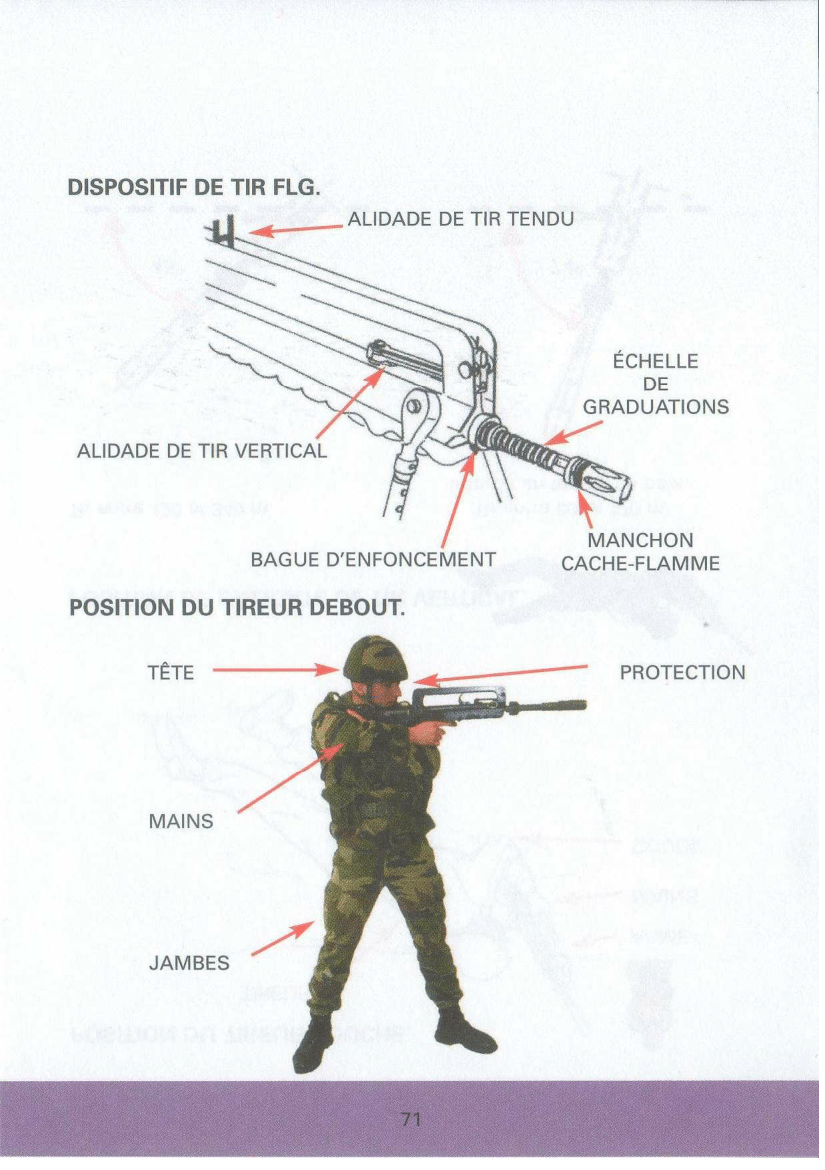 DISPOSITIF DE TIR FLG.
ALIDADE DE TIR TENDU
ÉCHELLE
DE
GRADUATIONS
ALIDADE DE TIR VERTICAL
MANCHON
CACHE-FLAMME
BAGUE D'ENFONCEMENT
POSITION DU TIREUR DEBOUT.
TÊTE
PROTECTION
MAINS
JAMBES
71